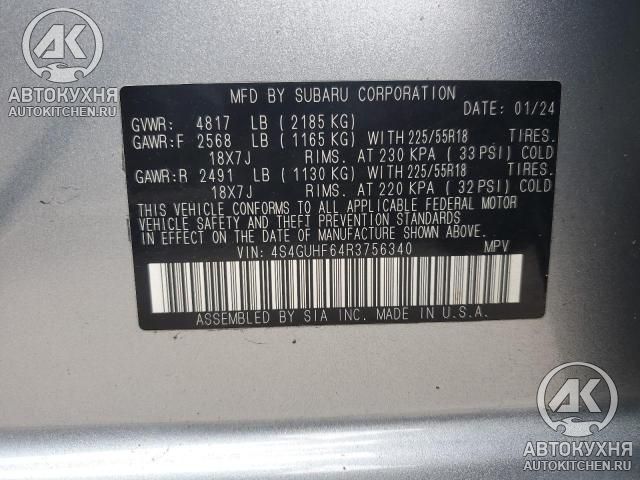 АК
АВТОКУХНЯ
AUTOKITCHEN.RU
MFD BY SUBARU CORPORATION
DATE: 01/24
GVWR: 4817 LB (2185 KG)
GAWR:F 2568 LB (1165 KG) WITH 225/55R18 TIRES.
18X7J RIMS. AT 230 KPA (33 PSI) COLD
GAWR:R 2491 LB (1130 KG) WITH 225/55R18 TIRES.
18X7J RIMS. AT 220 KPA (32 PSI) COLD
THIS VEHICLE CONFORMS TO ALL APPLICABLE FEDERAL MOTOR
VEHICLE SAFETY AND THEFT PREVENTION STANDARDS
IN EFFECT ON THE DATE OF MANUFACTURE SHOWN ABOVE.
VIN: 4S4GUHF64R3756340 MPV
ASSEMBLED BY SIA INC. MADE IN U.S.A.
АК
АВТОКУХНЯ
AUTOKITCHEN.RU